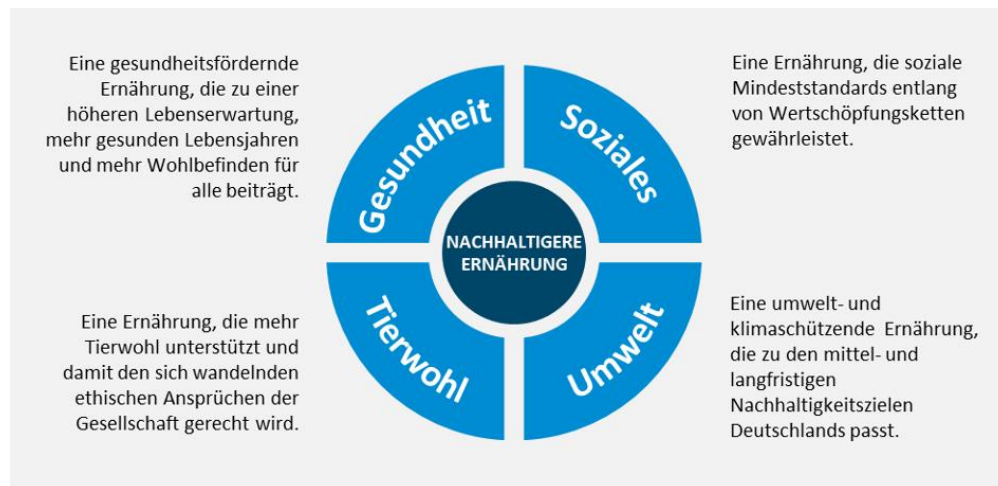 Eine gesundheitsfördernde
Ernährung, die zu einer
höheren Lebenserwartung,
mehr gesunden Lebensjahren
und mehr Wohlbefinden für
alle beiträgt.
Gesundheit
Soziales
Eine Ernährung, die soziale
Mindeststandards entlang
von Wertschöpfungsketten
gewährleistet.
NACHHALTIGERE
ERNÄHRUNG
Eine Ernährung, die mehr
Tierwohl unterstützt und
damit den sich wandelnden
ethischen Ansprüchen der
Gesellschaft gerecht wird.
Tierwohl
Umwelt
Eine umwelt- und
klimaschützende Ernährung,
die zu den mittel- und
langfristigen
Nachhaltigkeitszielen
Deutschlands passt.